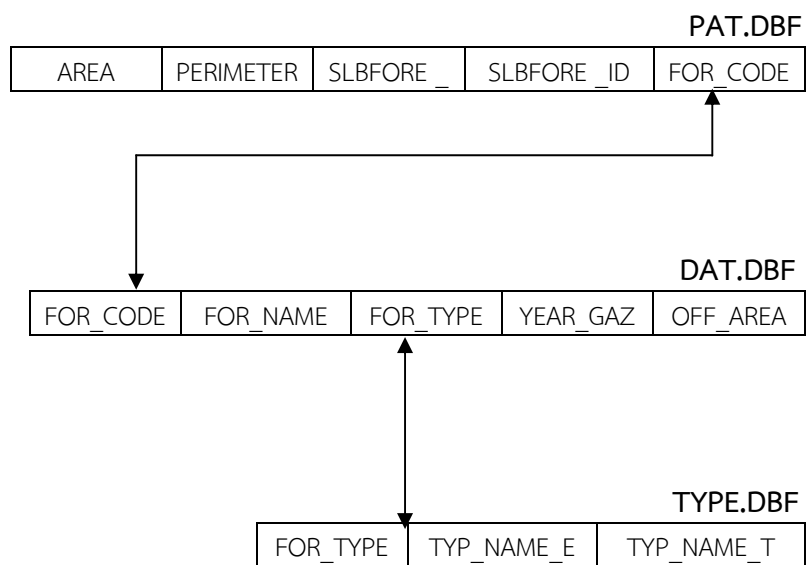 PAT.DBF
AREA PERIMETER SLBFORE _ SLBFORE _ID FOR_CODE
DAT.DBF
FOR_CODE FOR_NAME FOR_TYPE YEAR_GAZ OFF_AREA
TYPE.DBF
FOR_TYPE TYP_NAME_E TYP_NAME_T